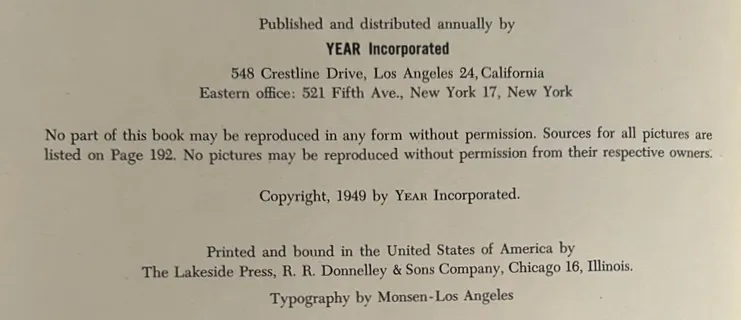 Published and distributed annually by
YEAR Incorporated
548 Crestline Drive, Los Angeles 24, California
Eastern office: 521 Fifth Ave., New York 17, New York
No part of this book may be reproduced in any form without permission. Sources for all pictures are
listed on Page 192. No pictures may be reproduced without permission from their respective owners.
Copyright, 1949 by YEAR Incorporated.
Printed and bound in the United States of America by
The Lakeside Press, R. R. Donnelley & Sons Company, Chicago 16, Illinois.
Typography by Monsen-Los Angeles